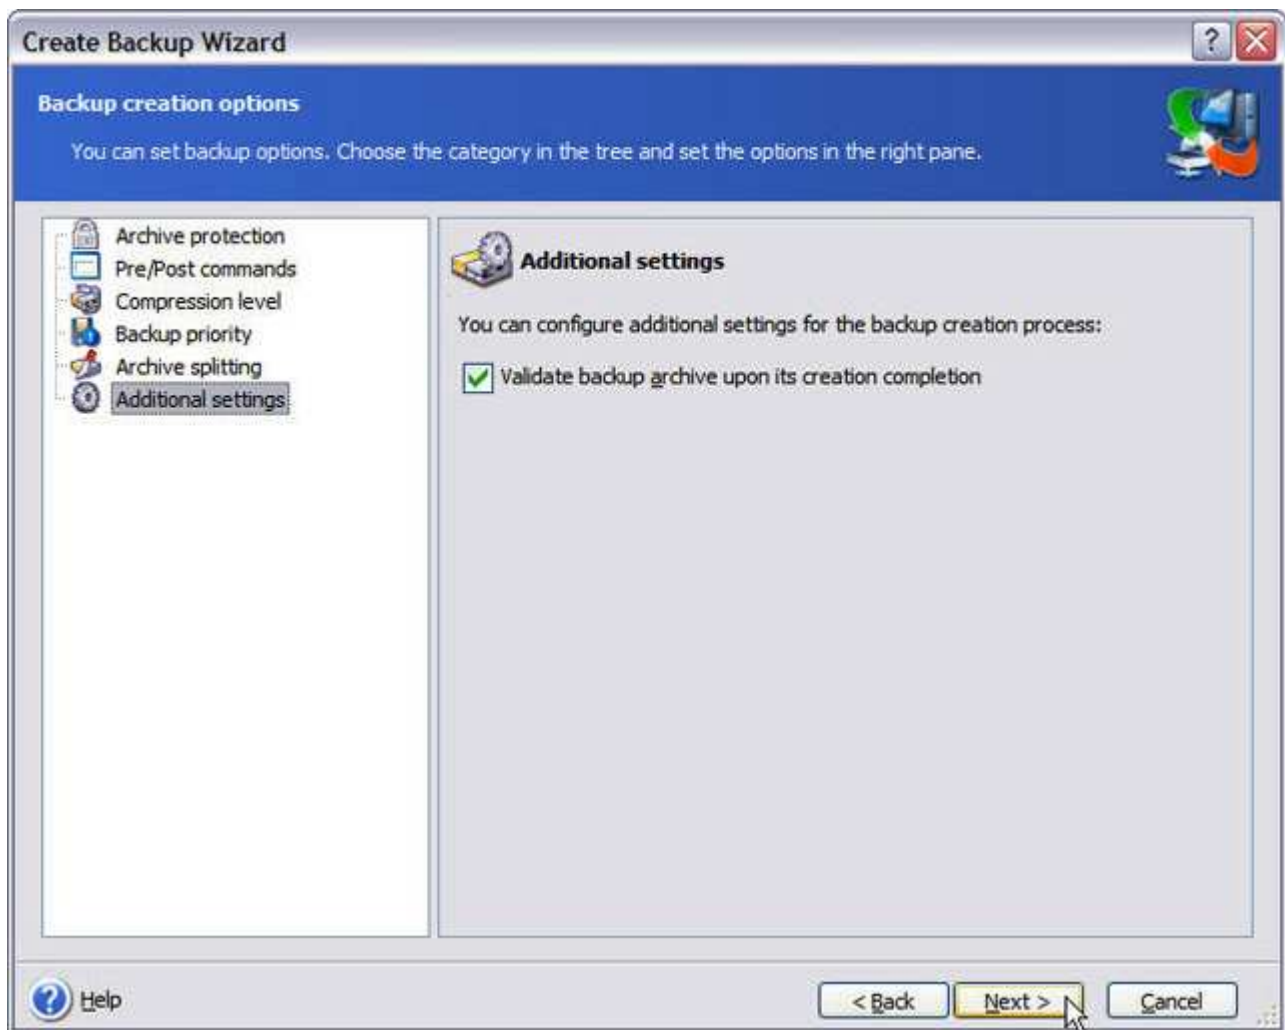 Create Backup Wizard
?
Backup creation options
You can set backup options. Choose the category in the tree and set the options in the right pane.
Archive protection
Pre/Post commands
Compression level
Backup priority
Archive splitting
Additional settings
Additional settings
You can configure additional settings for the backup creation process:
Validate backup archive upon its creation completion
? Help
< Back
Next >
Cancel